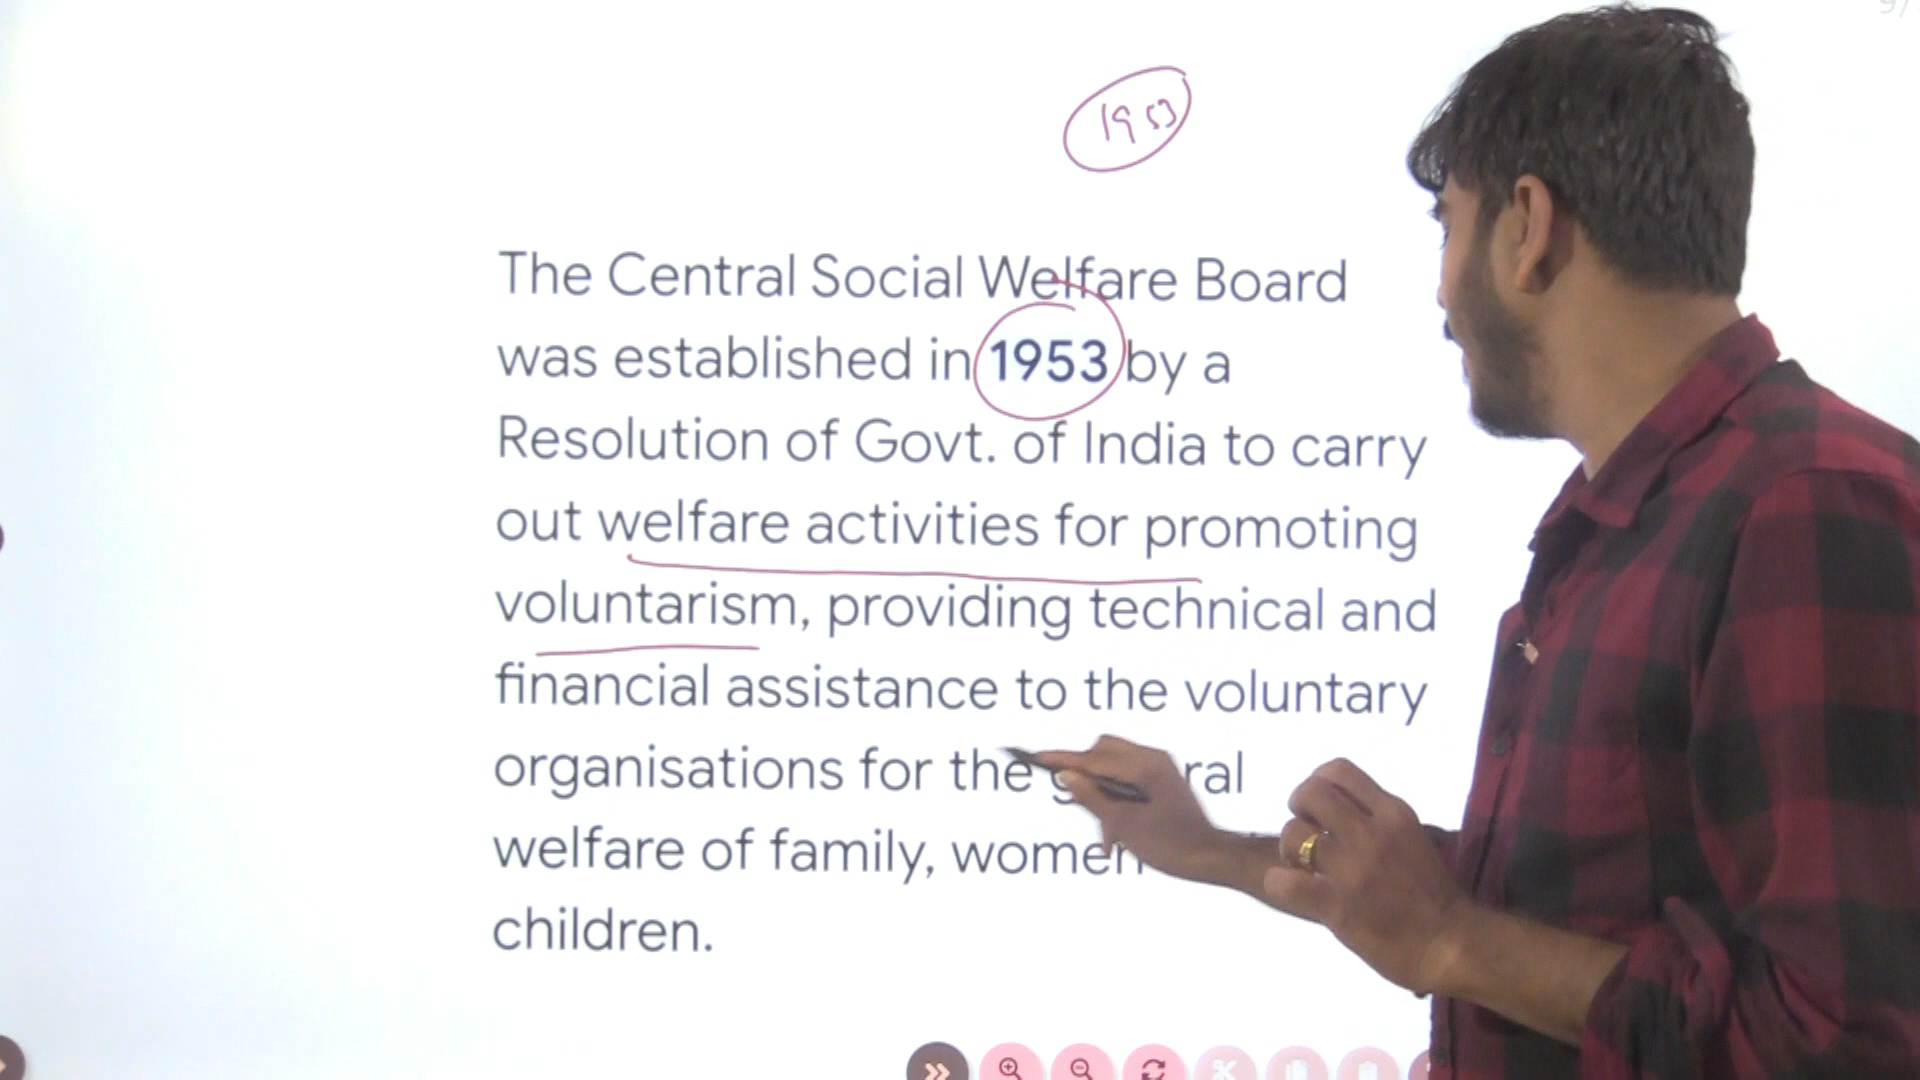 1953
The Central Social Welfare Board
was established in 1953 by a
Resolution of Govt. of India to carry
out welfare activities for promoting
voluntarism, providing technical and
financial assistance to the voluntary
organisations for the
welfare of family, women
children.